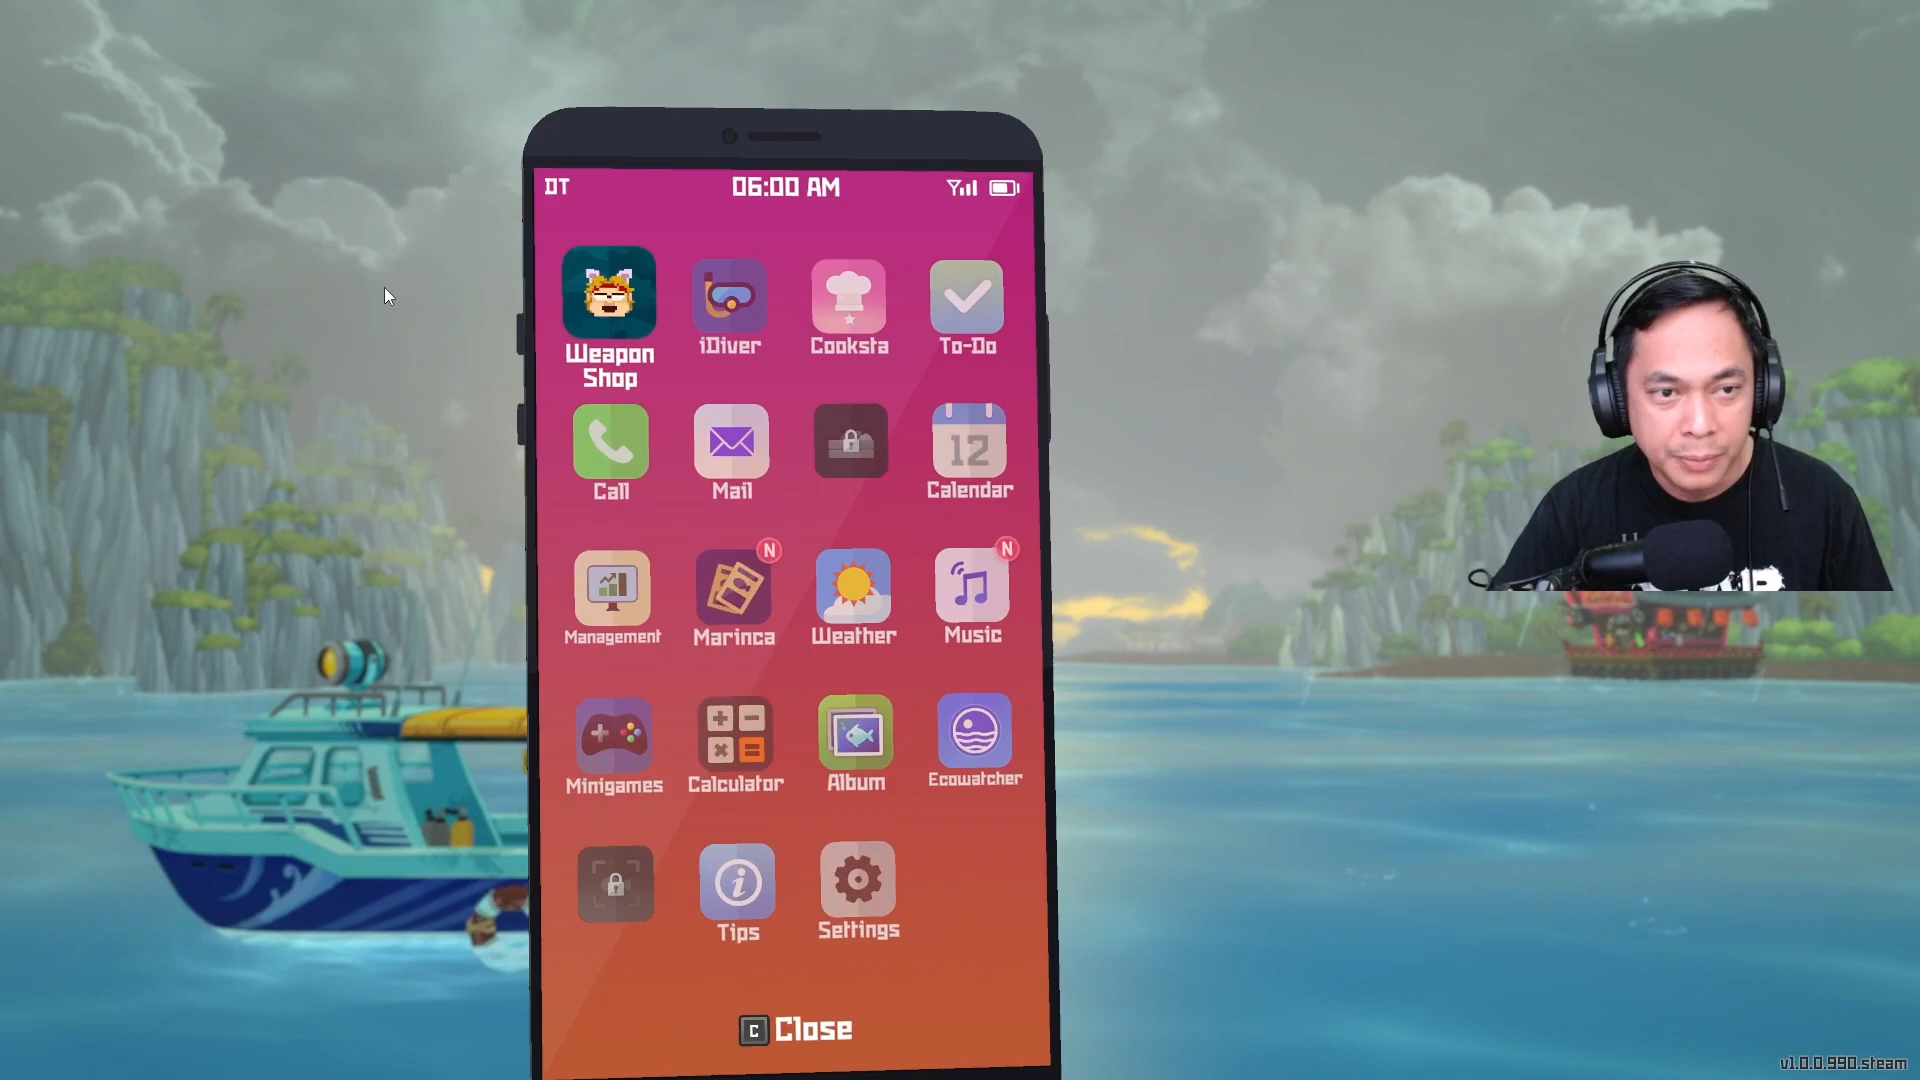 DT
06:00 AM
Weapon
Shop
iDiver
Cooksta
To-Do
Call
Mail
12
Calendar
N
N
Management
Marinca
Weather
Music
Minigames
Calculator
Album
Ecowatcher
Tips
Settings
C Close
v1.0.0.990.steam